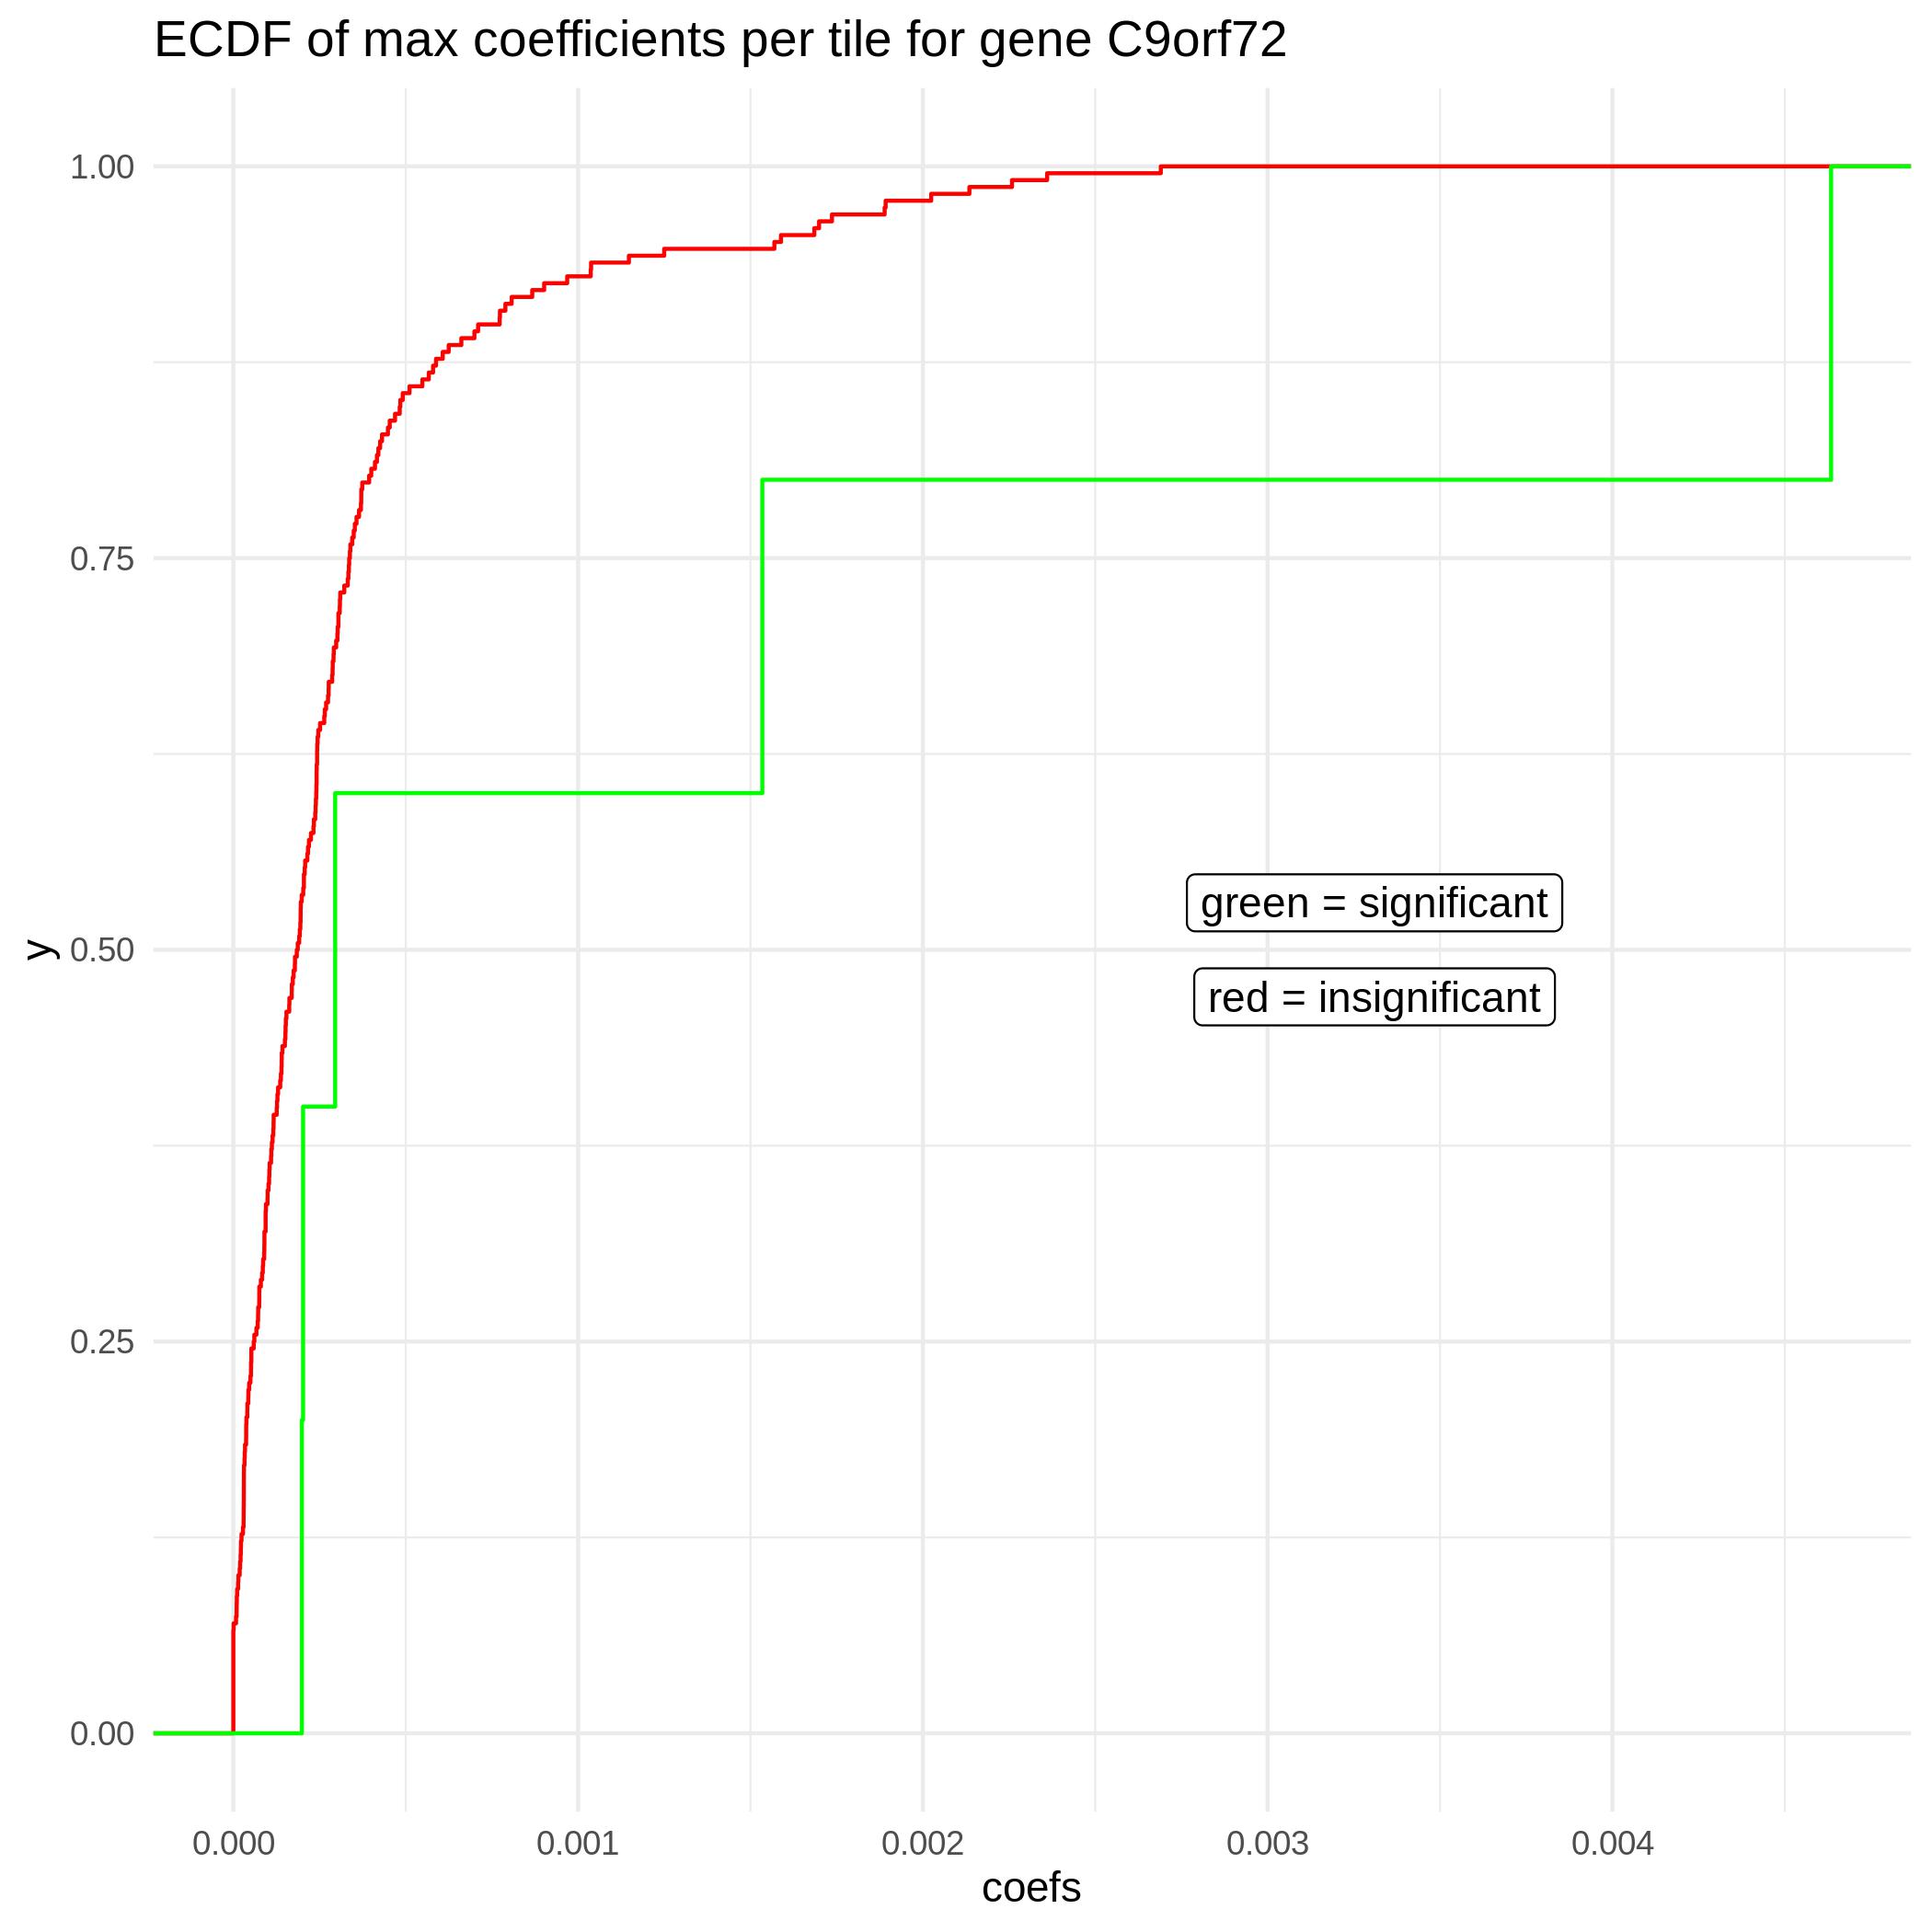 ECDF of max coefficients per tile for gene C9orf72
1.00
0.75
0.50
0.25
0.00
y
green = significant
red = insignificant
0.000 0.001 0.002 0.003 0.004
coefs